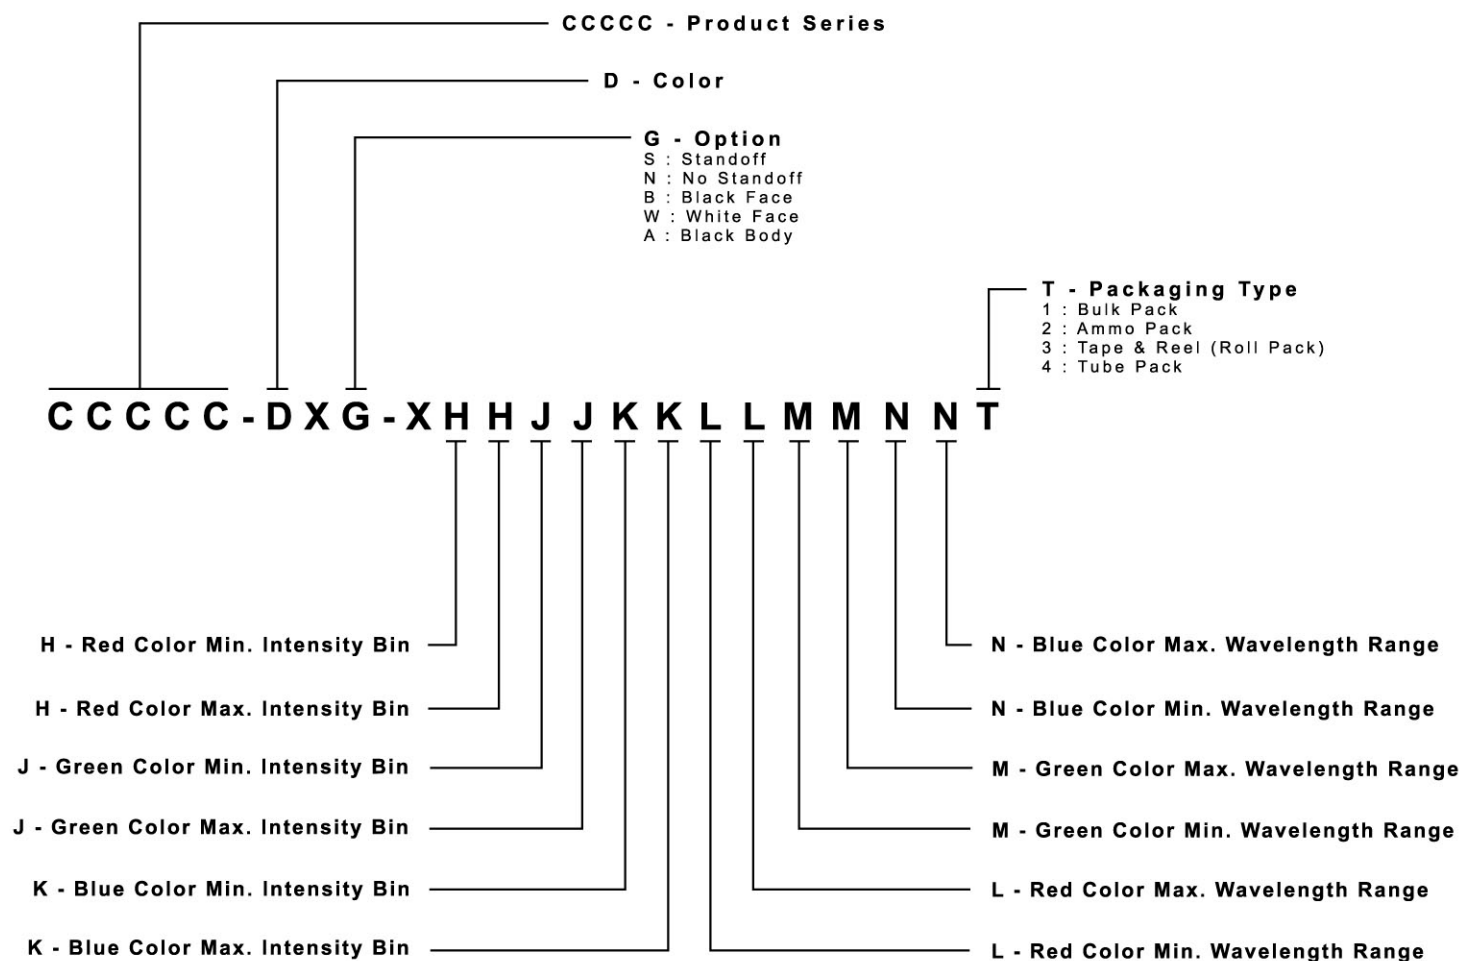 CCCCC - Product Series
D - Color
G - Option
S : Standoff
N : No Standoff
B : Black Face
W : White Face
A : Black Body
T - Packaging Type
1 : Bulk Pack
2 : Ammo Pack
3 : Tape & Reel (Roll Pack)
4 : Tube Pack
CCCCC-DXG-XHHJJKKLLMMNNT
H - Red Color Min. Intensity Bin
N - Blue Color Max. Wavelength Range
H - Red Color Max. Intensity Bin
N - Blue Color Min. Wavelength Range
J - Green Color Min. Intensity Bin
M - Green Color Max. Wavelength Range
J - Green Color Max. Intensity Bin
M - Green Color Min. Wavelength Range
K - Blue Color Min. Intensity Bin
L - Red Color Max. Wavelength Range
K - Blue Color Max. Intensity Bin
L - Red Color Min. Wavelength Range